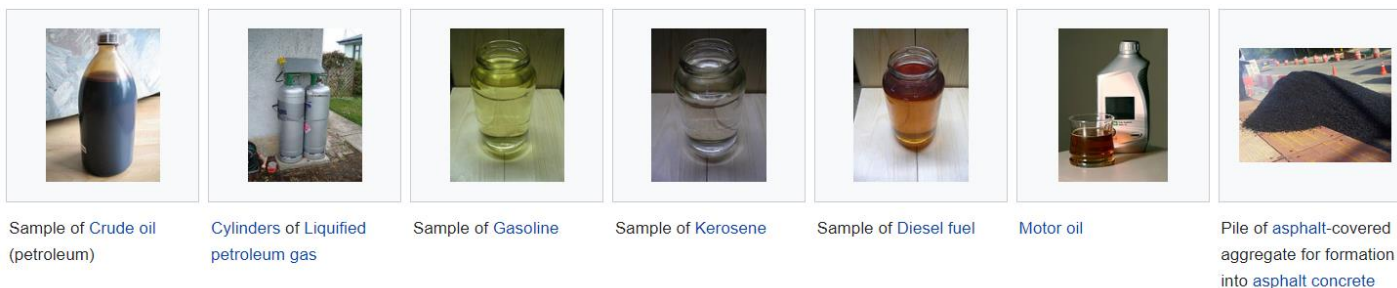 Sample of Crude oil
(petroleum)
Cylinders of Liquified
petroleum gas
Sample of Gasoline
Sample of Kerosene
Sample of Diesel fuel
Motor oil
Pile of asphalt-covered
aggregate for formation
into asphalt concrete